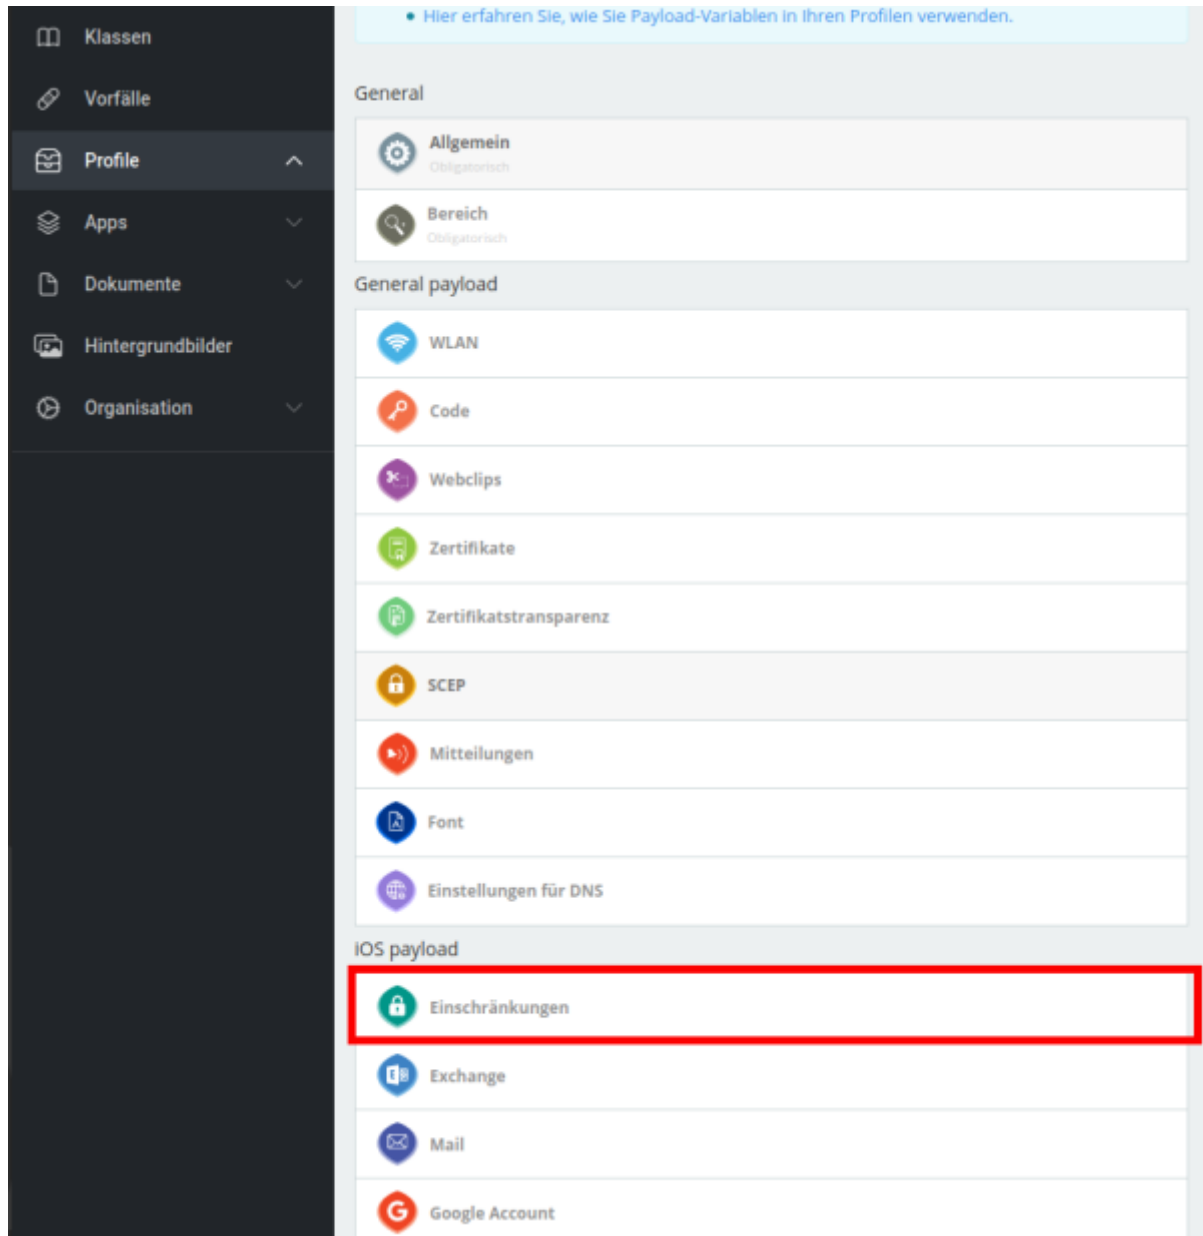 Klassen
Vorfälle
Profile
Apps
Dokumente
Hintergrundbilder
Organisation
Hier erfahren Sie, wie Sie Payload-Variablen in Ihren Profilen verwenden.
General
Allgemein
Obligatorisch
Bereich
Obligatorisch
General payload
WLAN
Code
Webclips
Zertifikate
Zertifikatstransparenz
SCEP
Mitteilungen
Font
Einstellungen für DNS
iOS payload
Einschränkungen
Exchange
Mail
Google Account